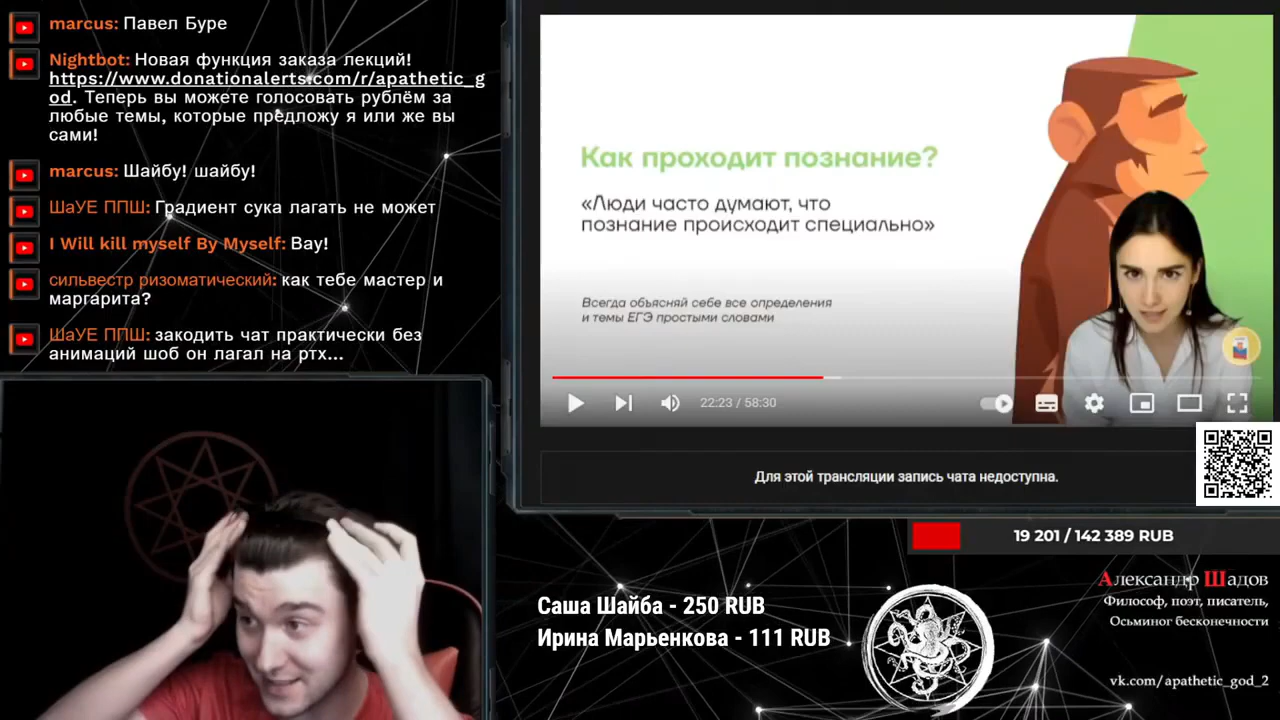 marcus: Павел Буре
Nightbot: Новая функция заказа лекций!
https://www.donationalerts.com/r/apathetic_g
od. Теперь вы можете голосовать рублём за
любые темы, которые предложу я или же вы
сами!
marcus: Шайбу! шайбу!
ШаУЕ ППШ: Градиент сука лагать не может
I Will kill myself By Myself: Вау!
сильвестр ризоматический: как тебе мастер и
маргарита?
ШаУЕ ППШ: закодить чат практически без
анимаций шоб он лагал на ртх...
Как проходит познание?
«Люди часто думают, что
познание происходит специально»
Всегда объясняй себе все определения
и темы ЕГЭ простыми словами
22:23 / 58:30
Для этой трансляции запись чата недоступна.
19 201 / 142 389 RUB
Саша Шайба - 250 RUB
Ирина Марьенкова - 111 RUB
Александр Шадов
Философ, поэт, писатель,
Осьминог бесконечности
vk.com/apathetic_god_2